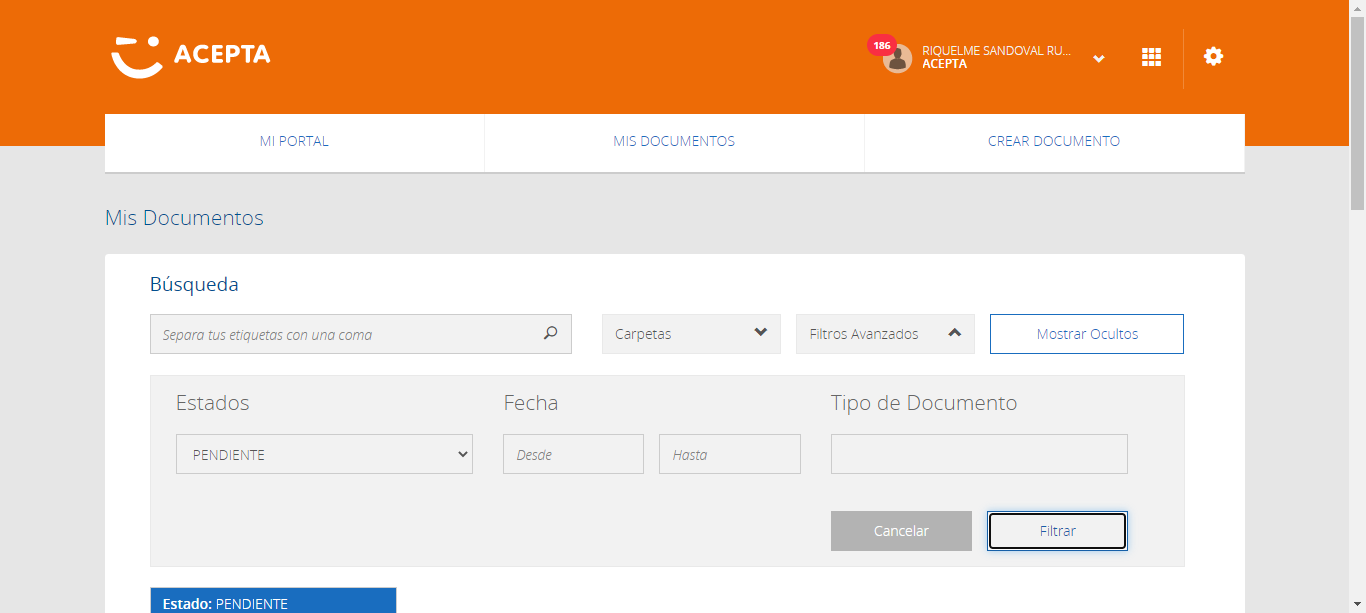 ACEPTA
186
RIQUELME SANDOVAL RU...
ACEPTA
MI PORTAL
MIS DOCUMENTOS
CREAR DOCUMENTO
Mis Documentos
Búsqueda
Separa tus etiquetas con una coma
Carpetas
Filtros Avanzados
Mostrar Ocultos
Estados
Fecha
Tipo de Documento
PENDIENTE
Desde
Hasta
Cancelar
Filtrar
Estado: PENDIENTE